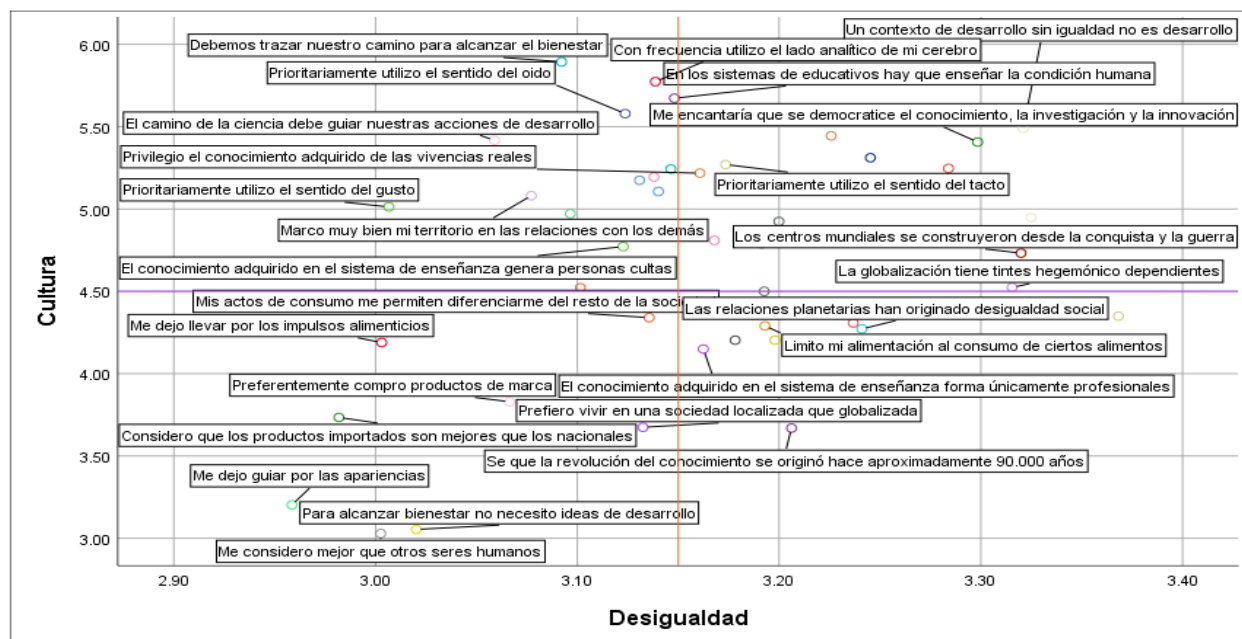 6.00
5.50
5.00
4.50
4.00
3.50
3.00
Cultura
Un contexto de desarrollo sin igualdad no es desarrollo
Debemos trazar nuestro camino para alcanzar el bienestar
Con frecuencia utilizo el lado analítico de mi cerebro
Prioritariamente utilizo el sentido del oido
En los sistemas de educativos hay que enseñar la condición humana
Me encantaría que se democratice el conocimiento, la investigación y la innovación
El camino de la ciencia debe guiar nuestras acciones de desarrollo
Privilegio el conocimiento adquirido de las vivencias reales
Prioritariamente utilizo el sentido del gusto
Prioritariamente utilizo el sentido del tacto
Marco muy bien mi territorio en las relaciones con los demás
Los centros mundiales se construyeron desde la conquista y la guerra
El conocimiento adquirido en el sistema de enseñanza genera personas cultas
La globalización tiene tintes hegemónico dependientes
Mis actos de consumo me permiten diferenciarme del resto de la
Las relaciones planetarias han originado desigualdad social
Me dejo llevar por los impulsos alimenticios
Limito mi alimentación al consumo de ciertos alimentos
Preferentemente compro productos de marca
El conocimiento adquirido en el sistema de enseñanza forma únicamente profesionales
Prefiero vivir en una sociedad localizada que globalizada
Considero que los productos importados son mejores que los nacionales
Se que la revolución del conocimiento se originó hace aproximadamente 90.000 años
Me dejo guiar por las apariencias
Para alcanzar bienestar no necesito ideas de desarrollo
Me considero mejor que otros seres humanos
2.90
3.00
3.10
3.20
3.30
3.40
Desigualdad